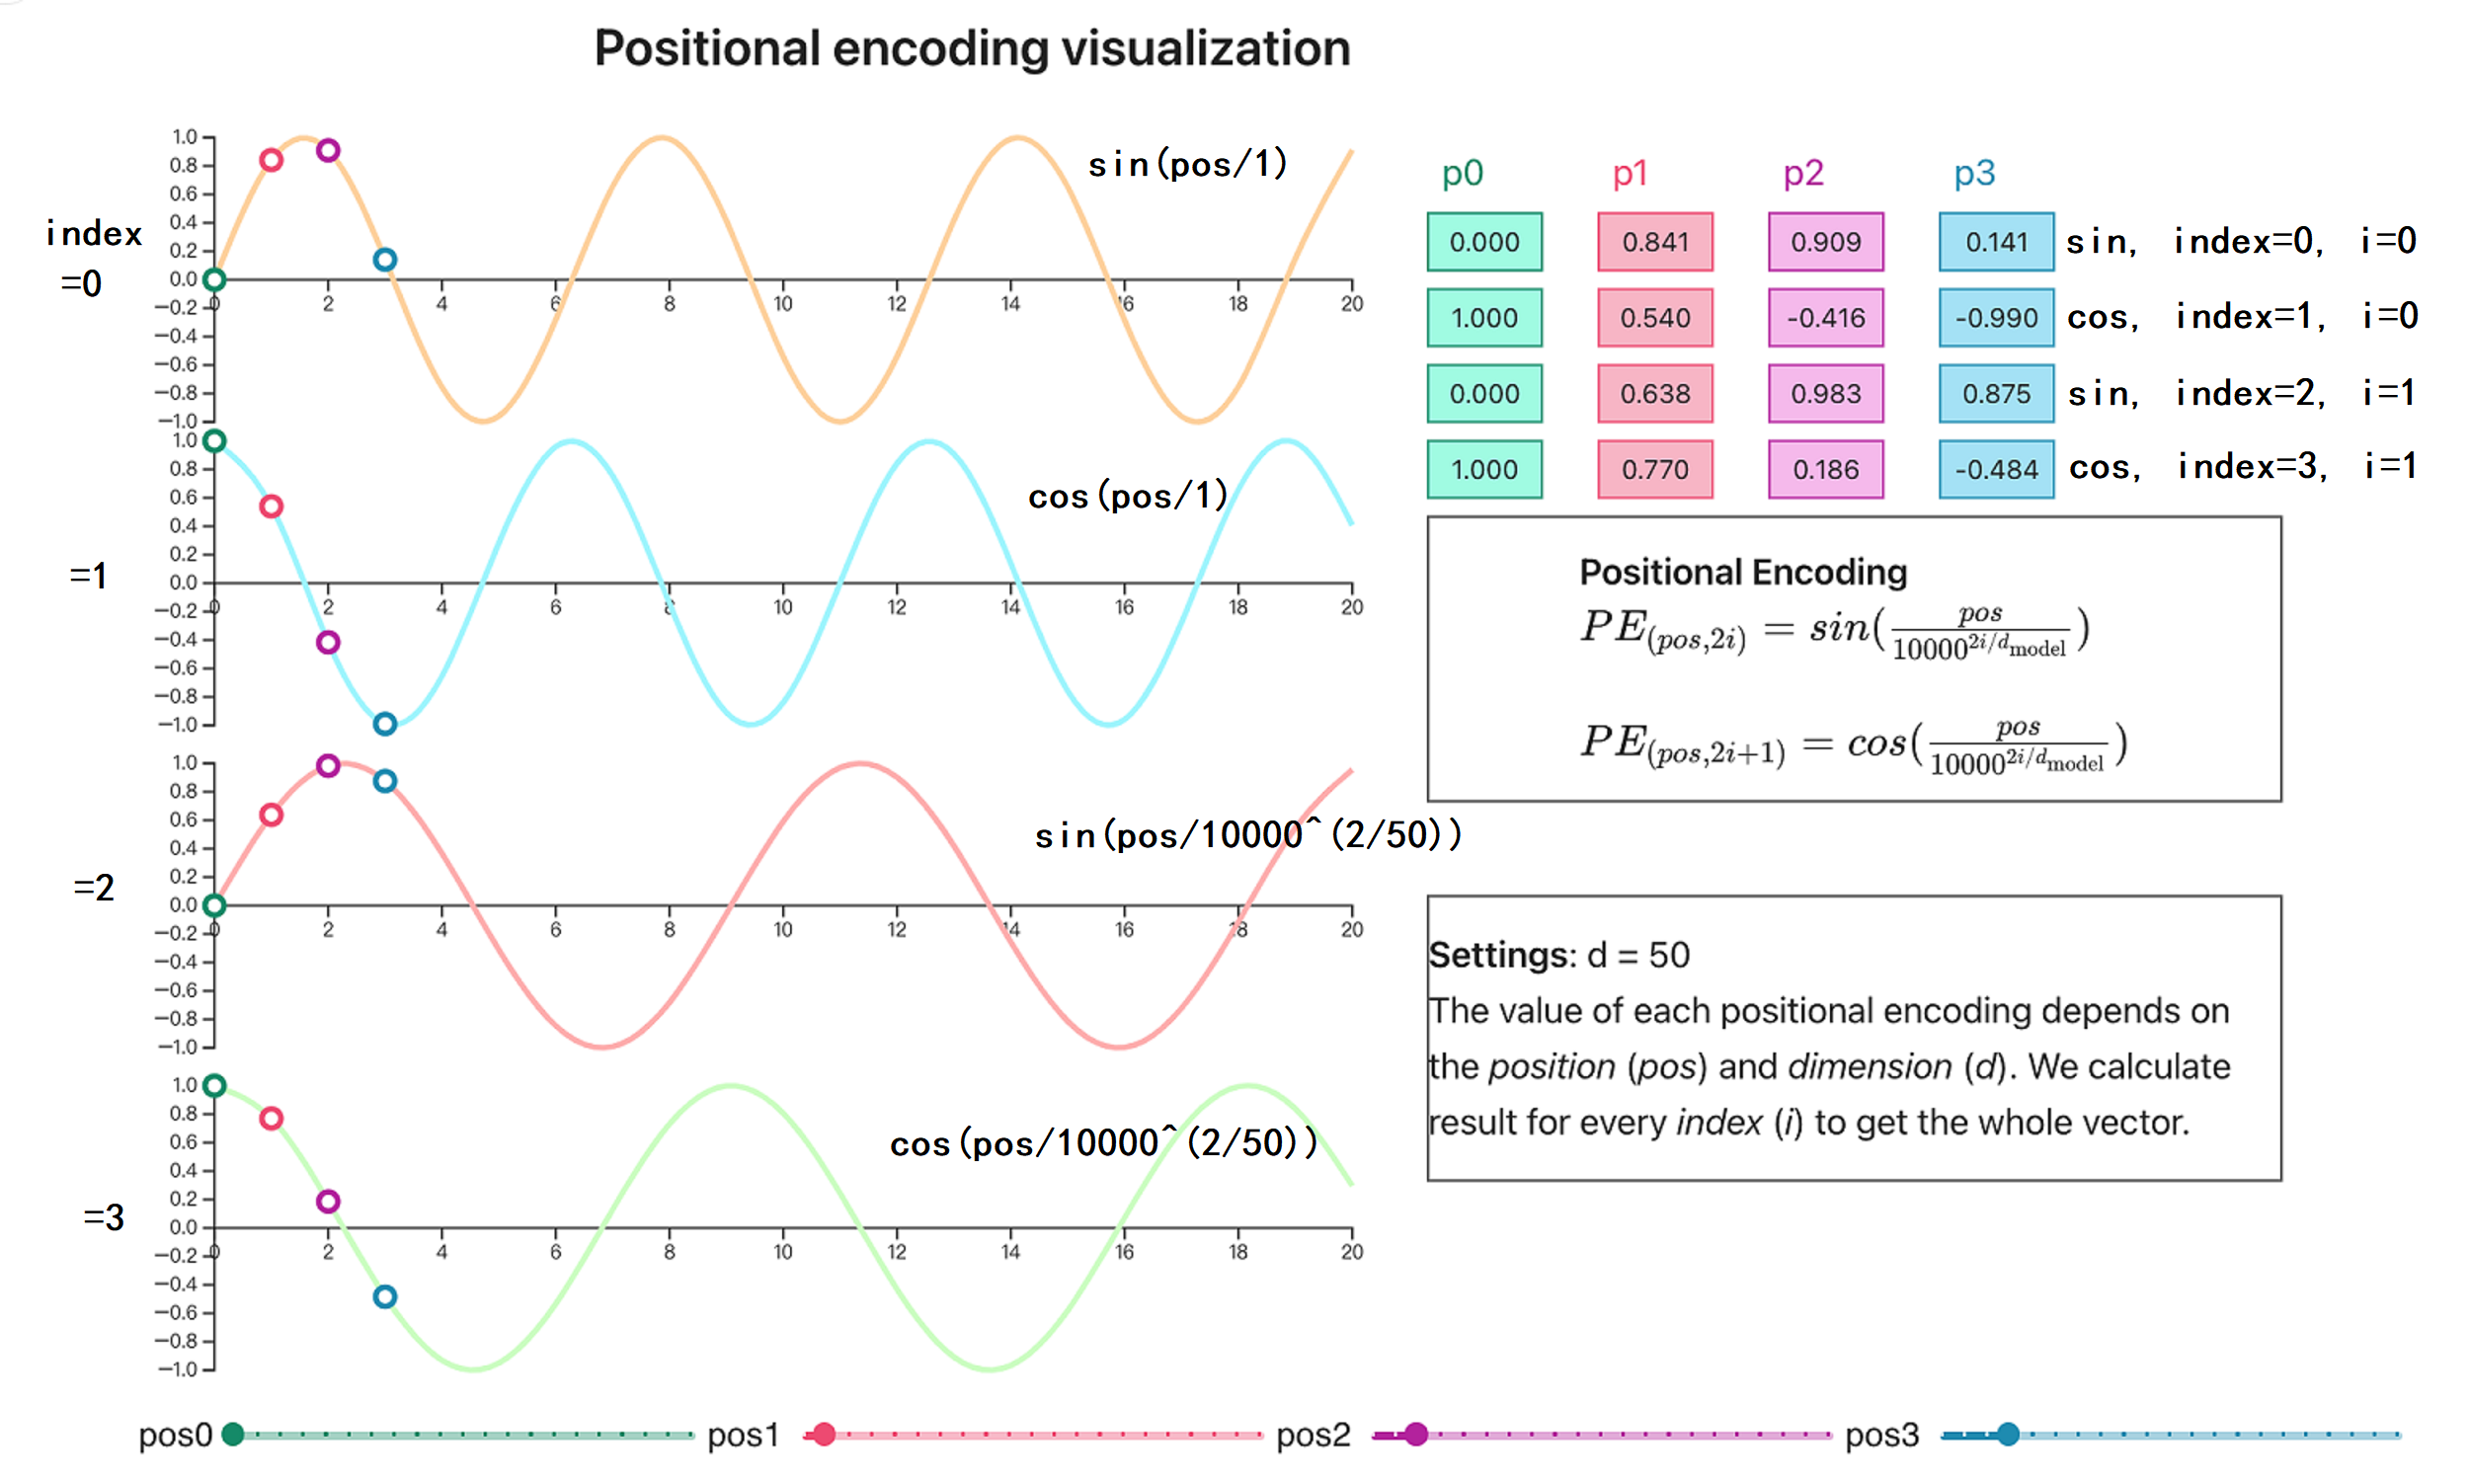 Positional encoding visualization
index
=0
1.0
0.8
0.6
0.4
0.2
0.0
−0.2
−0.4
−0.6
−0.8
−1.0
0 2 4 6 8 10 12 14 16 18 20
sin(pos/1)
=1
1.0
0.8
0.6
0.4
0.2
0.0
−0.2
−0.4
−0.6
−0.8
−1.0
0 2 4 6 8 10 12 14 16 18 20
cos(pos/1)
=2
1.0
0.8
0.6
0.4
0.2
0.0
−0.2
−0.4
−0.6
−0.8
−1.0
0 2 4 6 8 10 12 14 16 18 20
sin(pos/10000^(2/50))
=3
1.0
0.8
0.6
0.4
0.2
0.0
−0.2
−0.4
−0.6
−0.8
−1.0
0 2 4 6 8 10 12 14 16 18 20
cos(pos/10000^(2/50))
p0 p1 p2 p3
0.000 0.841 0.909 0.141 sin, index=0, i=0
1.000 0.540 -0.416 -0.990 cos, index=1, i=0
0.000 0.638 0.983 0.875 sin, index=2, i=1
1.000 0.770 0.186 -0.484 cos, index=3, i=1
Positional Encoding
PE(pos,2i) = sin(pos/10000^{2i/d_model})
PE(pos,2i+1) = cos(pos/10000^{2i/d_model})
Settings: d = 50
The value of each positional encoding depends on
the position (pos) and dimension (d). We calculate
result for every index (i) to get the whole vector.
pos0 pos1 pos2 pos3